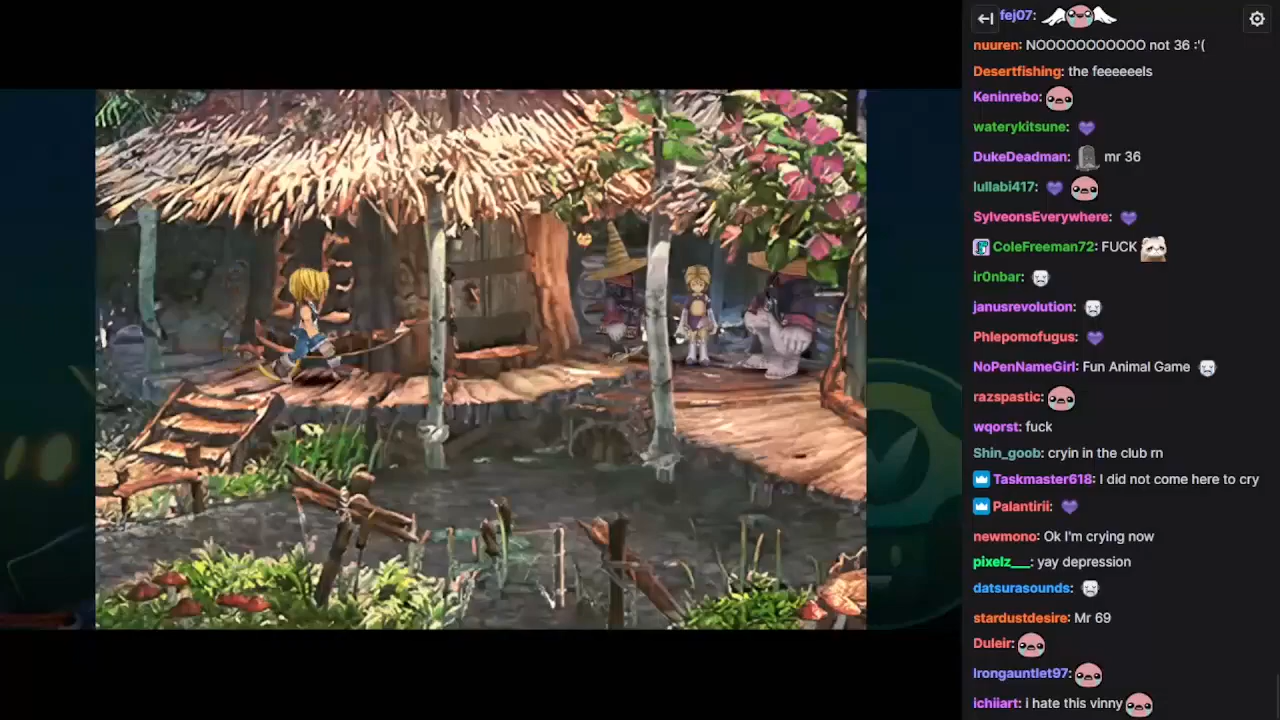 fej07:
nuuren: NOOOOOOOOOOO not 36 :'(
Desertfishing: the feeeeeels
Keninrebo:
waterykitsune:
DukeDeadman: mr 36
lullabi417:
SylveonsEverywhere:
ColeFreeman72: FUCK
ir0nbar:
janusrevolution:
Phlepomofugus:
NoPenNameGirl: Fun Animal Game
razspastic:
wqorst: fuck
Shin_goob: cryin in the club rn
Taskmaster618: I did not come here to cry
Palantirii:
newmono: Ok I'm crying now
pixelz___: yay depression
datsurasounds:
stardustdesire: Mr 69
Duleir:
Irongauntlet97:
ichiiart: i hate this vinny